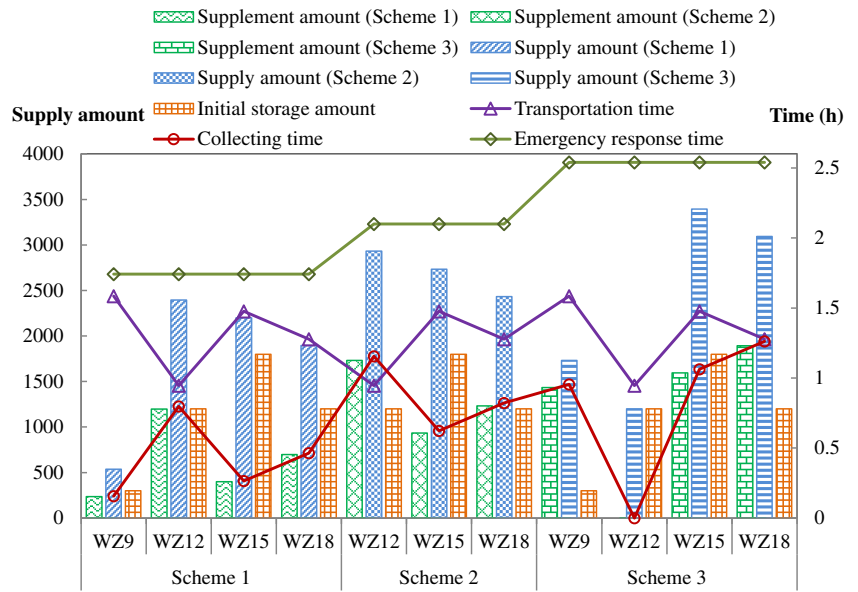 Supplement amount (Scheme 1) Supplement amount (Scheme 2)
Supplement amount (Scheme 3) Supply amount (Scheme 1)
Supply amount (Scheme 2) Supply amount (Scheme 3)
Initial storage amount Transportation time
Collecting time Emergency response time
Supply amount Time (h)
4000
3500
3000
2500
2000
1500
1000
500
0
2.5
2
1.5
1
0.5
0
WZ9 WZ12 WZ15 WZ18 WZ12 WZ15 WZ18 WZ9 WZ12 WZ15 WZ18
Scheme 1 Scheme 2 Scheme 3